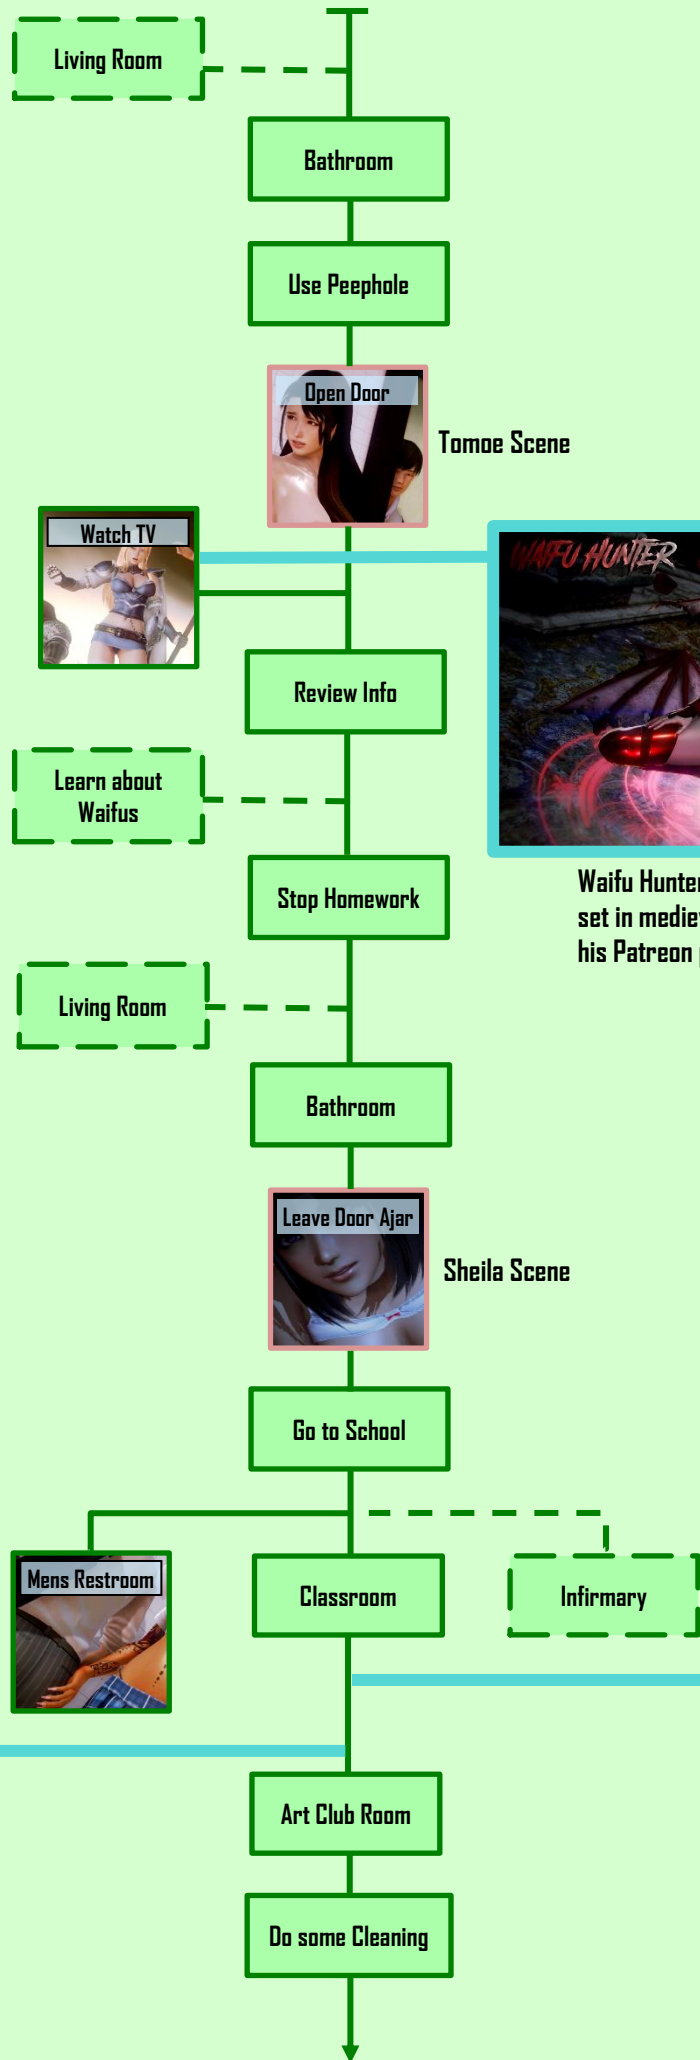 Living Room
Bathroom
Use Peephole
Open Door
Tomoe Scene
Watch TV
WAIFU HUNTER
Review Info
Learn about
Waifus
Waifu Hunter
set in mediev
his Patreon
Stop Homework
Living Room
Bathroom
Leave Door Ajar
Sheila Scene
Go to School
Mens Restroom
Classroom
Infirmary
Art Club Room
Do some Cleaning